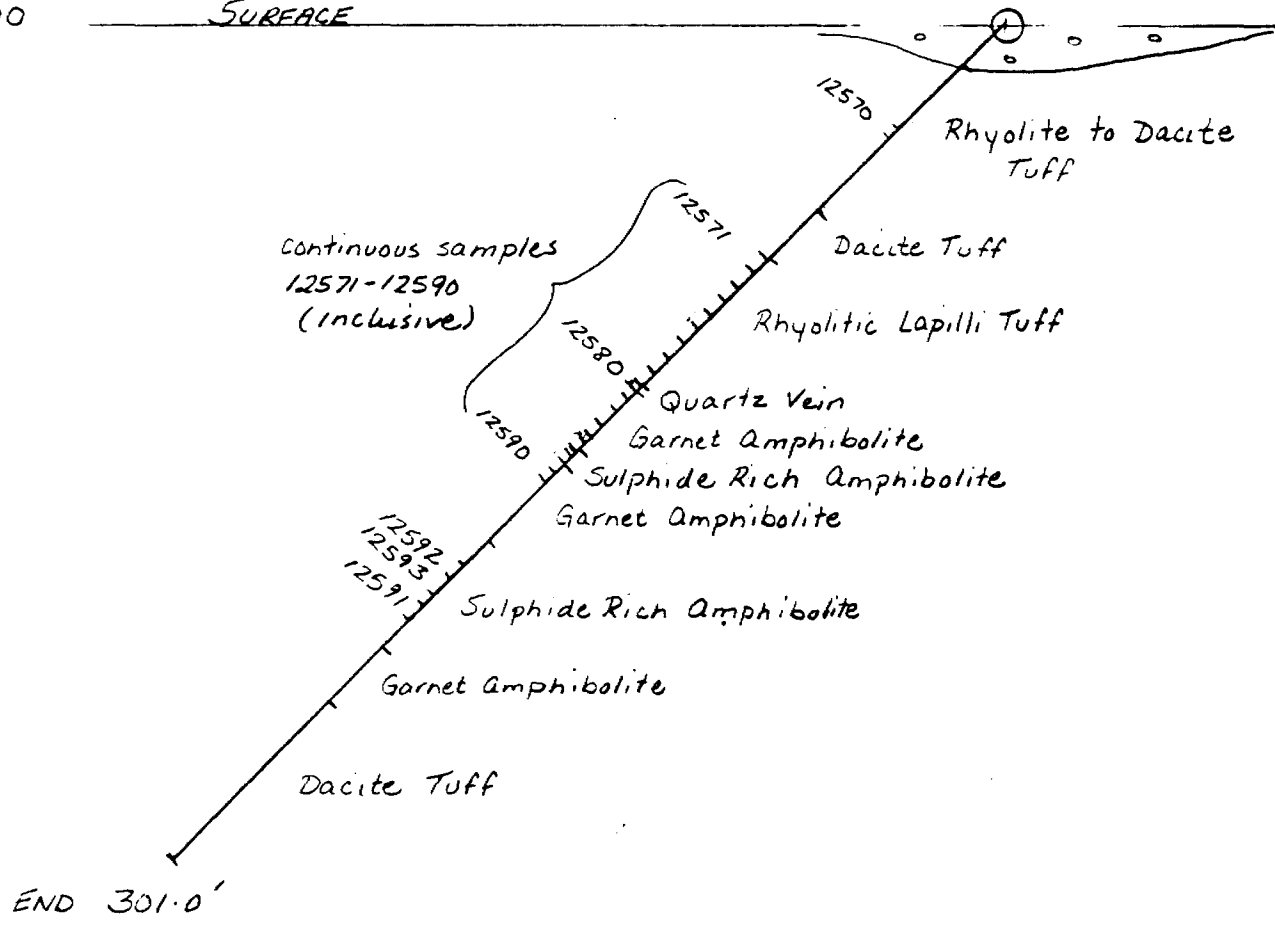 00
SURFACE
12570
Rhyolite to Dacite
Tuff
12571
continuous samples
12571-12590
(inclusive)
Dacite Tuff
Rhyolitic Lapilli Tuff
12580
Quartz Vein
12590
Garnet Amphibolite
Sulphide Rich Amphibolite
Garnet Amphibolite
12592
12593
12591
Sulphide Rich Amphibolite
Garnet Amphibolite
Dacite Tuff
END 301.0'